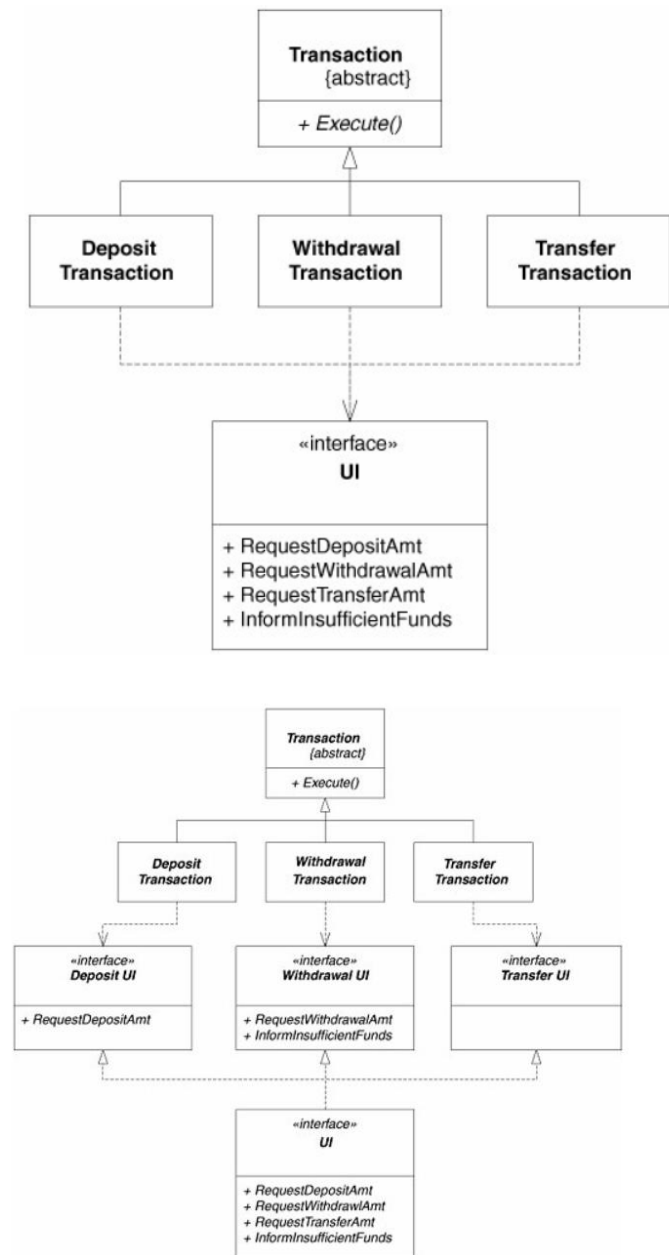 Transaction
{abstract}
+ Execute()
Deposit
Transaction
Withdrawal
Transaction
Transfer
Transaction
«interface»
UI
+ RequestDepositAmt
+ RequestWithdrawalAmt
+ RequestTransferAmt
+ InformInsufficientFunds
Transaction
{abstract}
+ Execute()
Deposit
Transaction
Withdrawal
Transaction
Transfer
Transaction
«interface»
Deposit UI
+ RequestDepositAmt
«interface»
Withdrawal UI
+ RequestWithdrawalAmt
+ InformInsufficientFunds
«interface»
Transfer UI
«interface»
UI
+ RequestDepositAmt
+ RequestWithdrawlAmt
+ RequestTransferAmt
+ InformInsufficientFunds